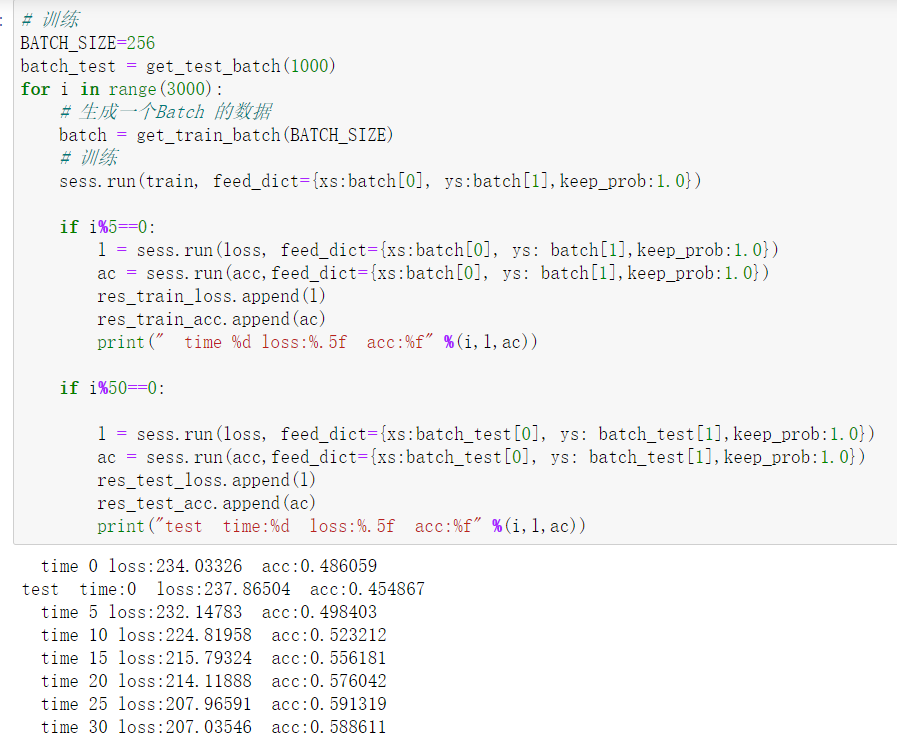 # 训练
BATCH_SIZE=256
batch_test = get_test_batch(1000)
for i in range(3000):
    # 生成一个Batch 的数据
    batch = get_train_batch(BATCH_SIZE)
    # 训练
    sess.run(train, feed_dict={xs:batch[0], ys:batch[1],keep_prob:1.0})
    if i%5==0:
        l = sess.run(loss, feed_dict={xs:batch[0], ys: batch[1],keep_prob:1.0})
        ac = sess.run(acc,feed_dict={xs:batch[0], ys: batch[1],keep_prob:1.0})
        res_train_loss.append(l)
        res_train_acc.append(ac)
        print("  time %d loss:%.5f  acc:%f" %(i,l,ac))
    if i%50==0:
        l = sess.run(loss, feed_dict={xs:batch_test[0], ys: batch_test[1],keep_prob:1.0})
        ac = sess.run(acc,feed_dict={xs:batch_test[0], ys: batch_test[1],keep_prob:1.0})
        res_test_loss.append(l)
        res_test_acc.append(ac)
        print("test  time:%d  loss:%.5f  acc:%f" %(i,l,ac))
  time 0 loss:234.03326  acc:0.486059
test  time:0  loss:237.86504  acc:0.454867
  time 5 loss:232.14783  acc:0.498403
  time 10 loss:224.81958  acc:0.523212
  time 15 loss:215.79324  acc:0.556181
  time 20 loss:214.11888  acc:0.576042
  time 25 loss:207.96591  acc:0.591319
  time 30 loss:207.03546  acc:0.588611